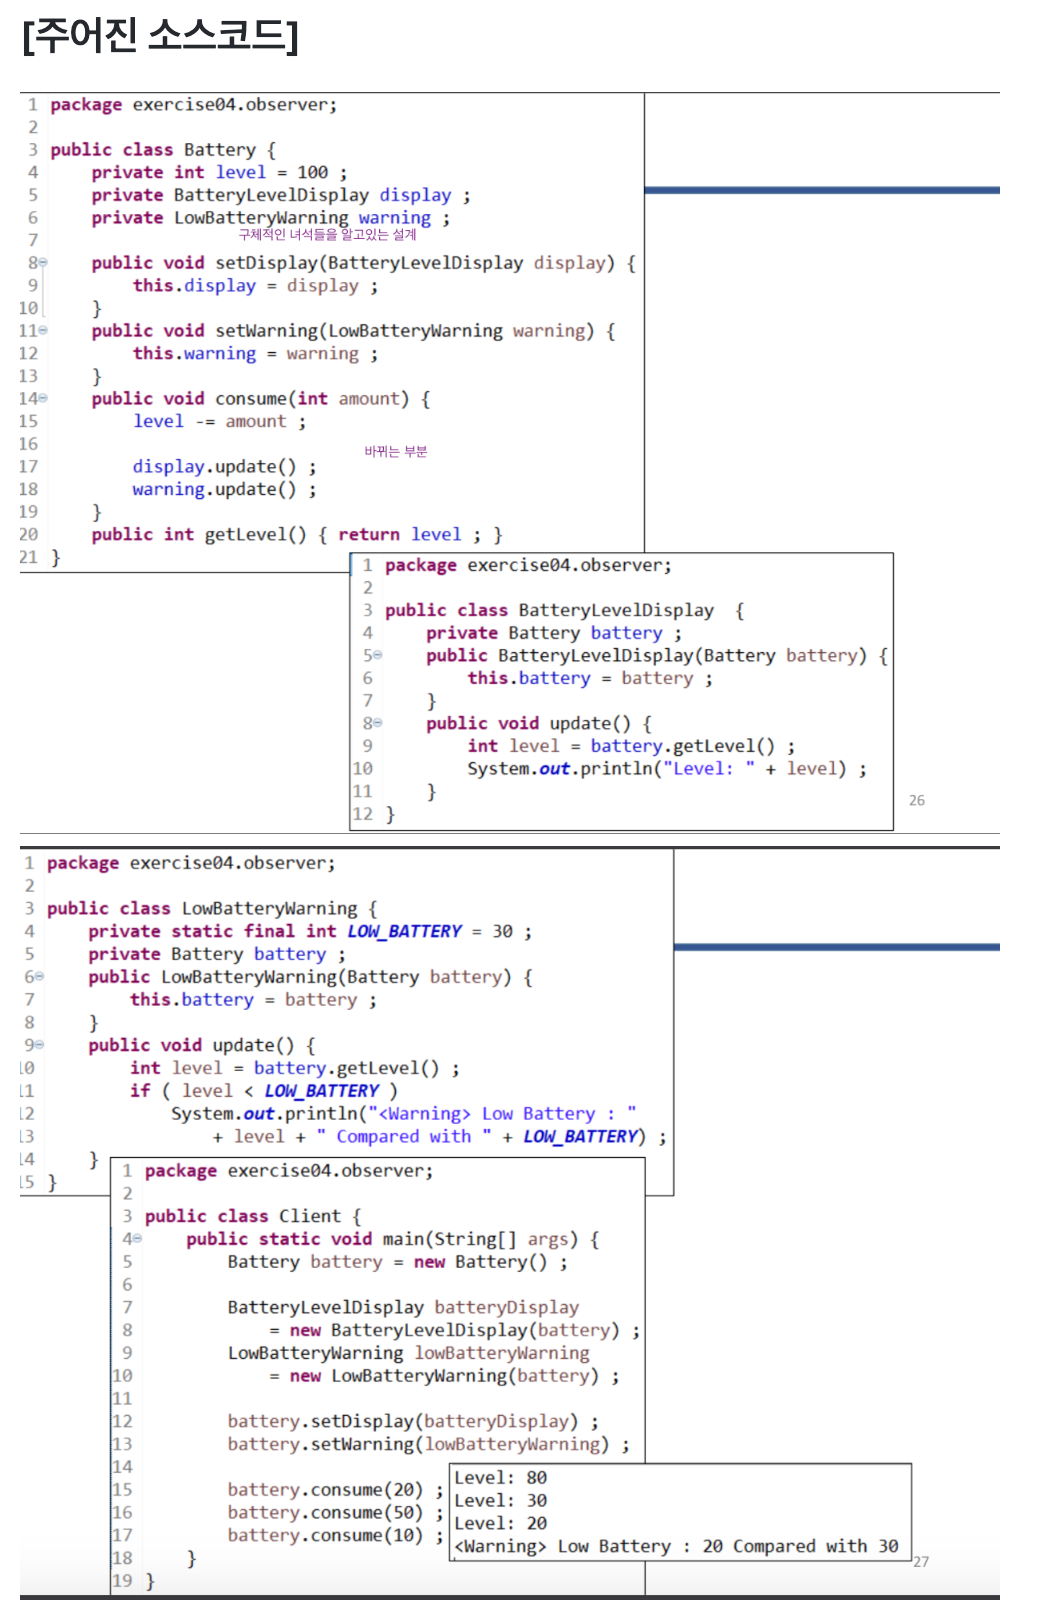 [주어진 소스코드]
1 package exercise04.observer;
2
3 public class Battery {
4     private int level = 100 ;
5     private BatteryLevelDisplay display ;
6     private LowBatteryWarning warning ;
구체적인 녀석들을 알고있는 설계
7
8     public void setDisplay(BatteryLevelDisplay display) {
9         this.display = display ;
10     }
11     public void setWarning(LowBatteryWarning warning) {
12         this.warning = warning ;
13     }
14     public void consume(int amount) {
15         level -= amount ;
16
바뀌는 부분
17         display.update() ;
18         warning.update() ;
19     }
20     public int getLevel() { return level ; }
21 }
1 package exercise04.observer;
2
3 public class BatteryLevelDisplay  {
4     private Battery battery ;
5     public BatteryLevelDisplay(Battery battery) {
6         this.battery = battery ;
7     }
8     public void update() {
9         int level = battery.getLevel() ;
10         System.out.println("Level: " + level) ;
11     }
12 }
26
1 package exercise04.observer;
2
3 public class LowBatteryWarning {
4     private static final int LOW_BATTERY = 30 ;
5     private Battery battery ;
6     public LowBatteryWarning(Battery battery) {
7         this.battery = battery ;
8     }
9     public void update() {
10         int level = battery.getLevel() ;
11         if ( level < LOW_BATTERY )
12             System.out.println("<Warning> Low Battery : "
13                 + level + " Compared with " + LOW_BATTERY) ;
14     }
15 }
1 package exercise04.observer;
2
3 public class Client {
4     public static void main(String[] args) {
5         Battery battery = new Battery() ;
6
7         BatteryLevelDisplay batteryDisplay
8             = new BatteryLevelDisplay(battery) ;
9         LowBatteryWarning lowBatteryWarning
10             = new LowBatteryWarning(battery) ;
11
12         battery.setDisplay(batteryDisplay) ;
13         battery.setWarning(lowBatteryWarning) ;
14
15         battery.consume(20) ;
16         battery.consume(50) ;
17         battery.consume(10) ;
18     }
19 }
Level: 80
Level: 30
Level: 20
<Warning> Low Battery : 20 Compared with 30
27